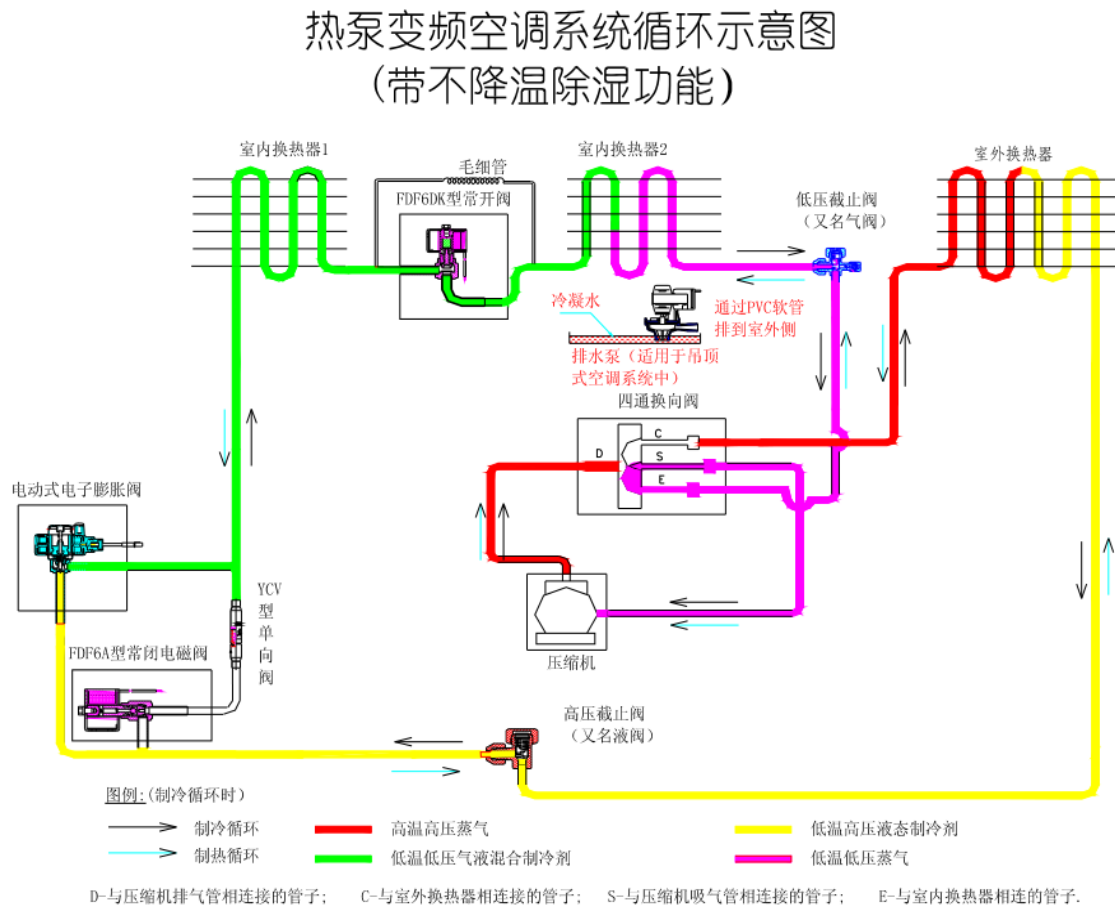 热泵变频空调系统循环示意图
(带不降温除湿功能)
室内换热器1
毛细管
室内换热器2
室外换热器
FDF6DK型常开阀
低压截止阀
(又名气阀)
冷凝水
通过PVC软管
排到室外侧
排水泵(适用于吊顶
式空调系统中)
四通换向阀
C
D
S
E
电动式电子膨胀阀
YCV
型
单
向
阀
FDF6A型常闭电磁阀
压缩机
高压截止阀
(又名液阀)
图例:(制冷循环时)
制冷循环 高温高压蒸气 低温高压液态制冷剂
制热循环 低温低压气液混合制冷剂 低温低压蒸气
D-与压缩机排气管相连接的管子; C-与室外换热器相连接的管子; S-与压缩机吸气管相连接的管子; E-与室内换热器相连的管子.